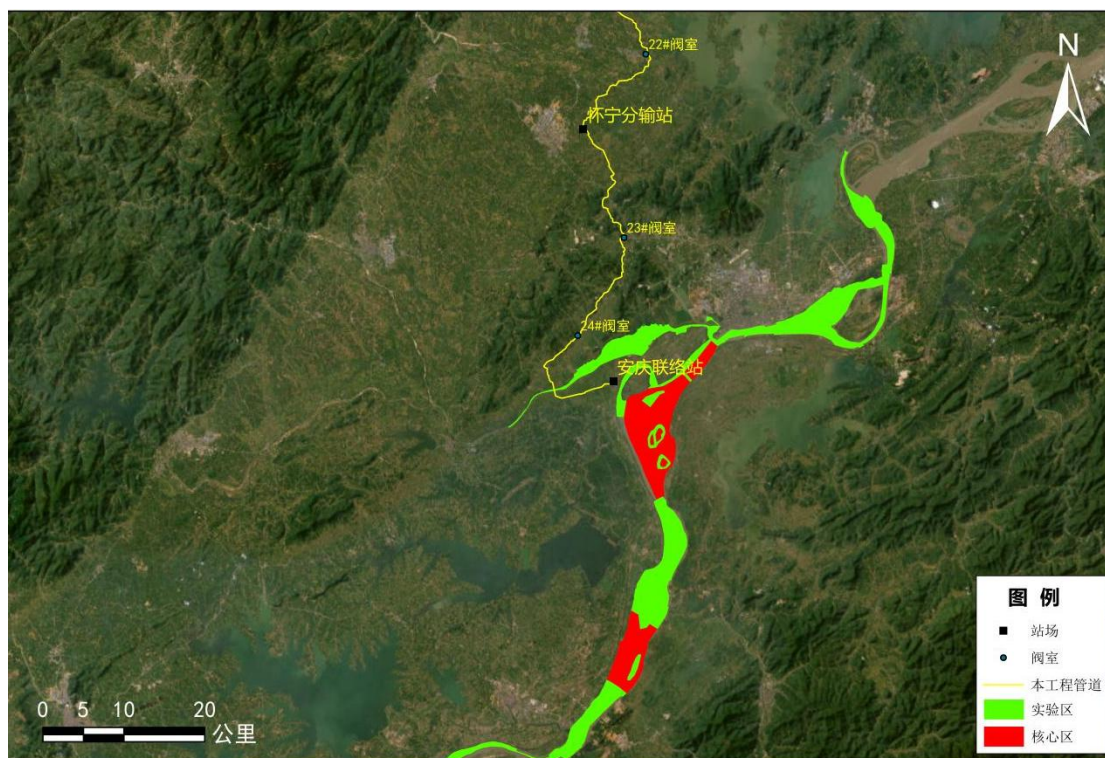 22#阀室
N
怀宁分输站
23#阀室
24#阀室
安庆联络站
图 例
站场
阀室
本工程管道
实验区
核心区
0 5 10 20
公里